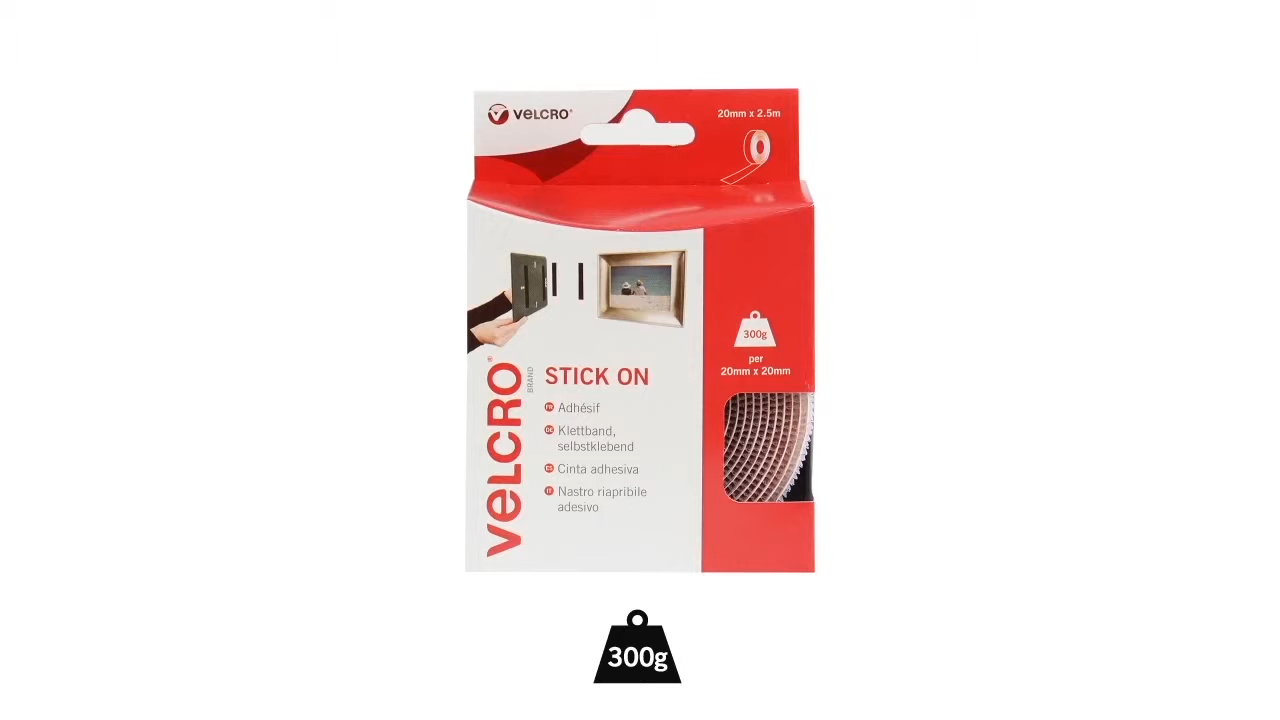 VELCRO®
20mm x 2.5m
300g
per
20mm x 20mm
VELCRO®
BRAND
STICK ON
FR Adhésif
DE Klettband,
selbstklebend
ES Cinta adhesiva
IT Nastro riapribile
adesivo
300g